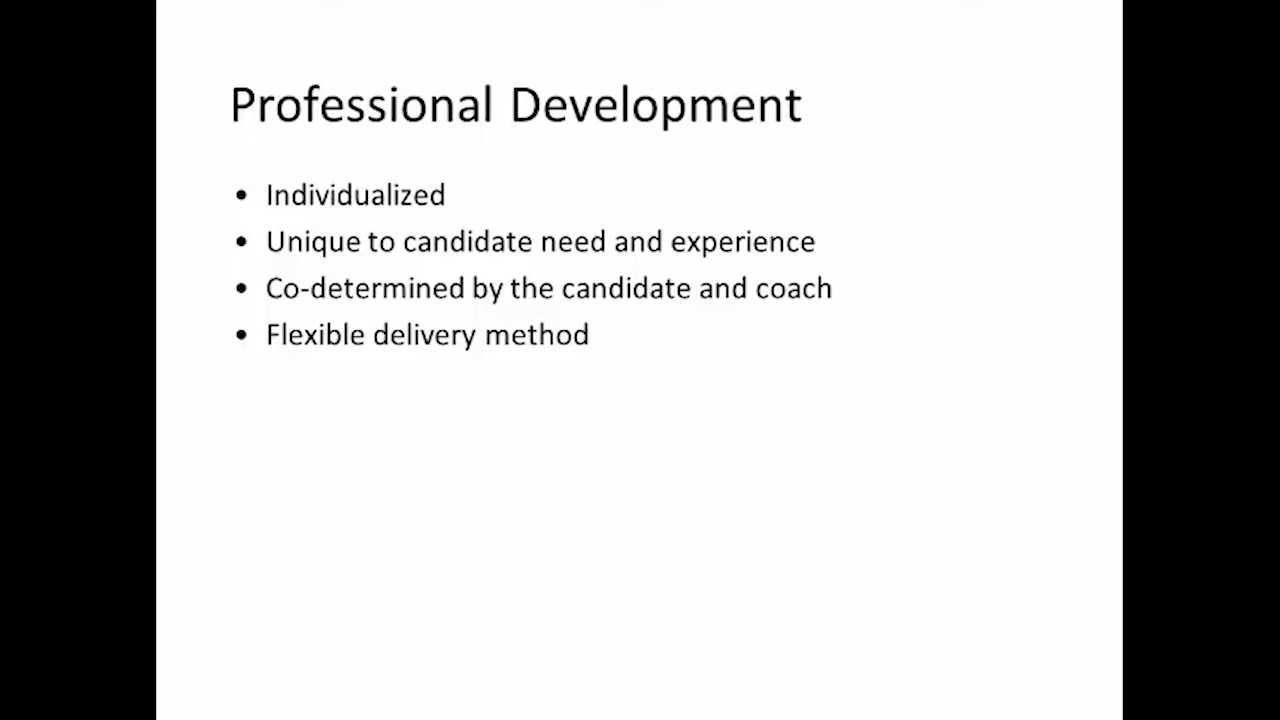 Professional Development
• Individualized
• Unique to candidate need and experience
• Co-determined by the candidate and coach
• Flexible delivery method